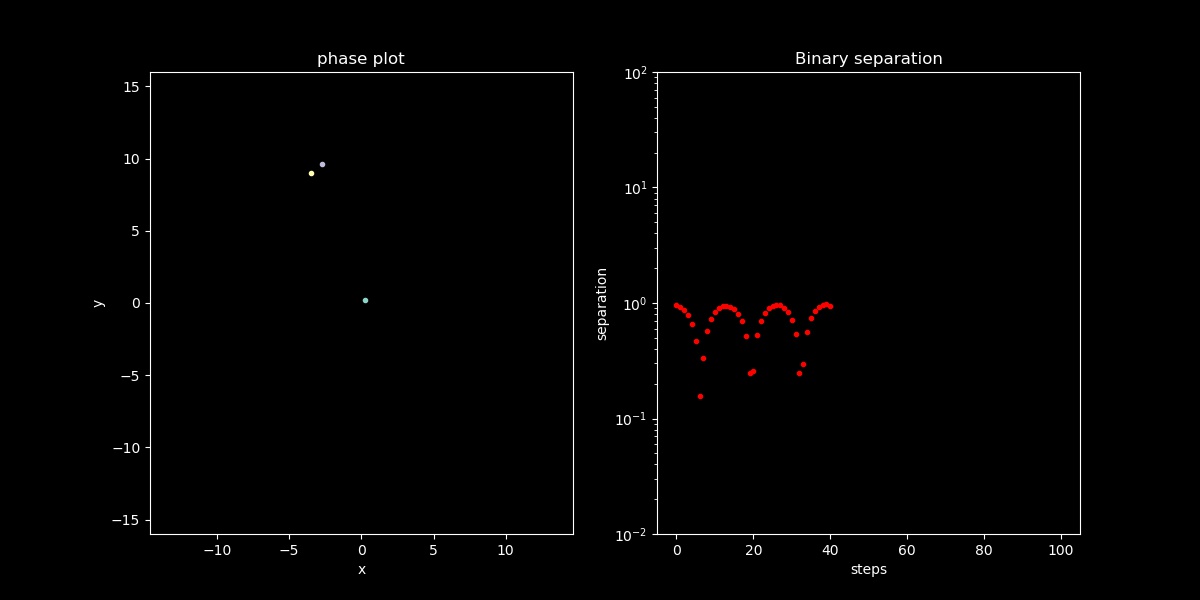 phase plot
15
10
5
0
−5
−10
−15
y
−10 −5 0 5 10
x
Binary separation
10²
10¹
10⁰
10⁻¹
10⁻²
separation
0 20 40 60 80 100
steps